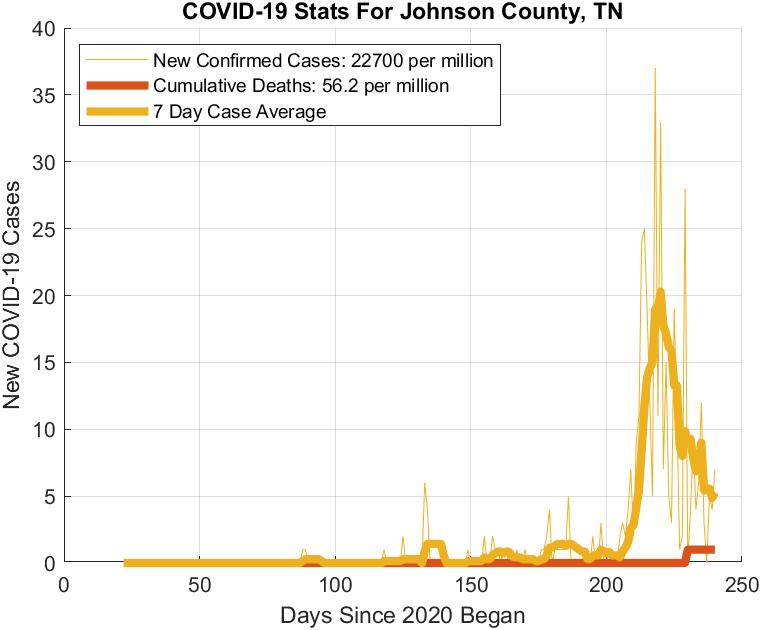 COVID-19 Stats For Johnson County, TN
New Confirmed Cases: 22700 per million
Cumulative Deaths: 56.2 per million
7 Day Case Average
New COVID-19 Cases
40
35
30
25
20
15
10
5
0
0 50 100 150 200 250
Days Since 2020 Began